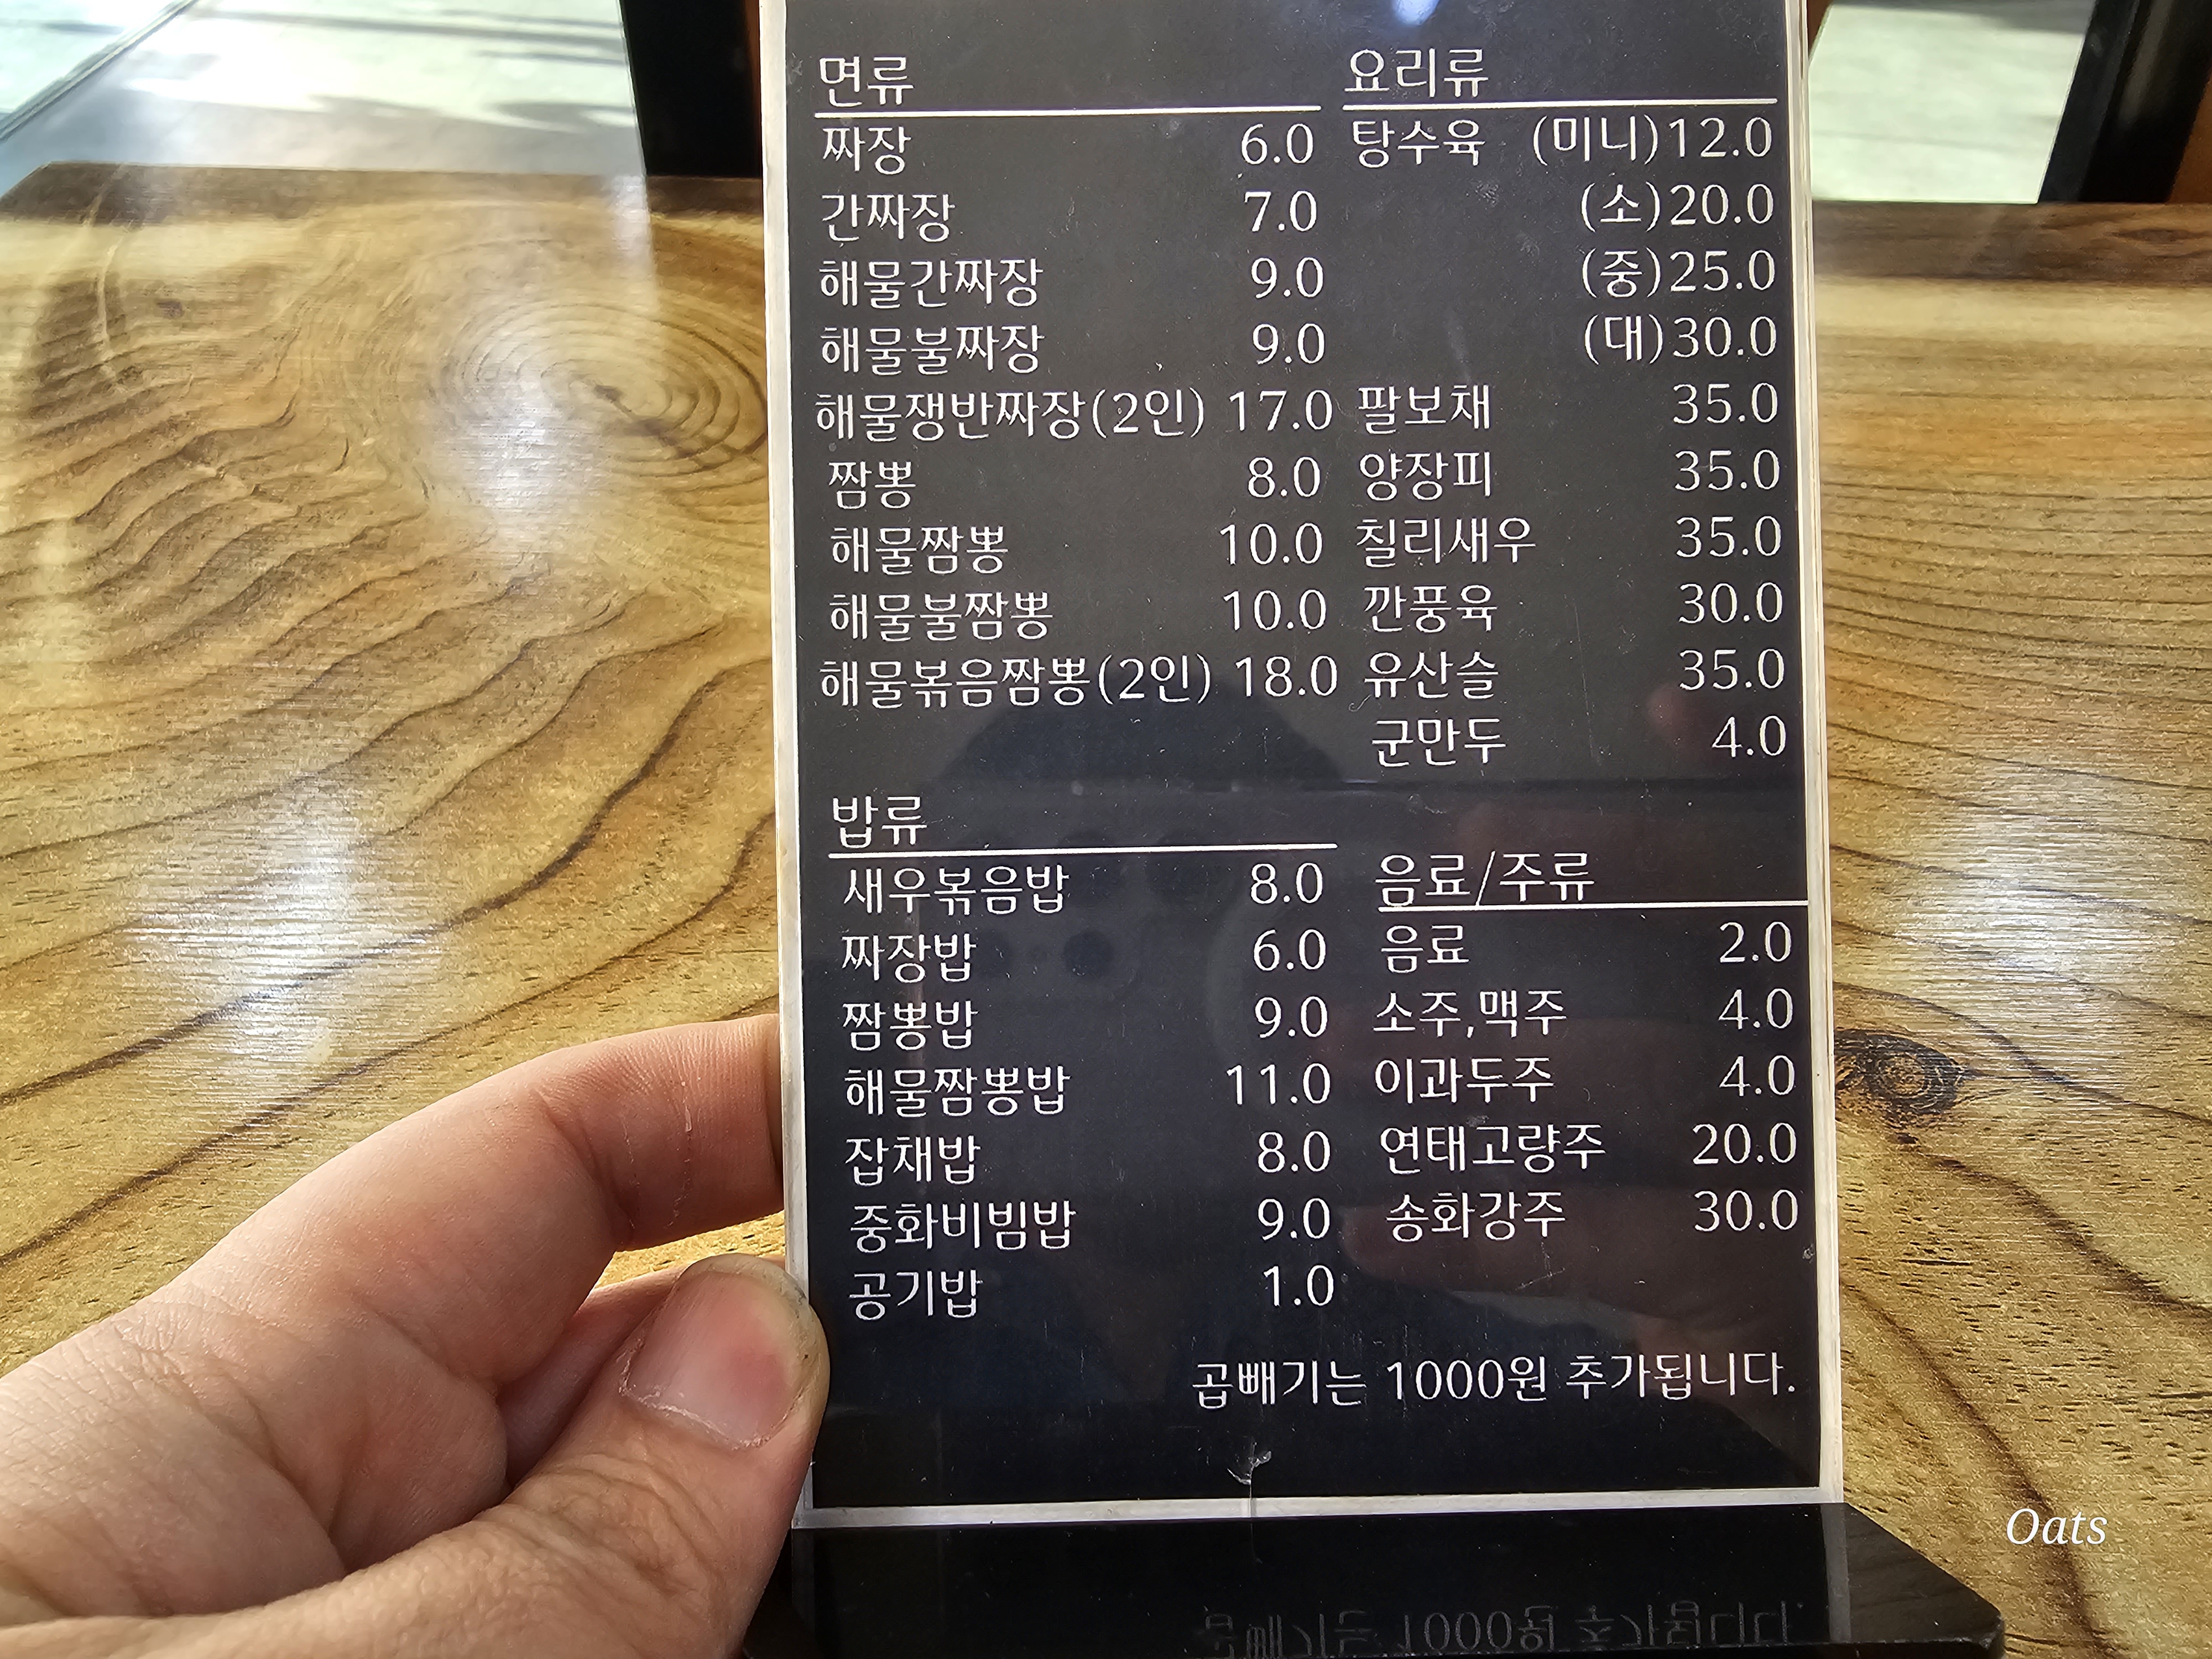 면류
짜장 6.0
간짜장 7.0
해물간짜장 9.0
해물불짜장 9.0
해물쟁반짜장(2인) 17.0
짬뽕 8.0
해물짬뽕 10.0
해물불짬뽕 10.0
해물볶음짬뽕(2인) 18.0
밥류
새우볶음밥 8.0
짜장밥 6.0
짬뽕밥 9.0
해물짬뽕밥 11.0
잡채밥 8.0
중화비빔밥 9.0
공기밥 1.0
요리류
탕수육 (미니)12.0
(소)20.0
(중)25.0
(대)30.0
팔보채 35.0
양장피 35.0
칠리새우 35.0
깐풍육 30.0
유산슬 35.0
군만두 4.0
음료/주류
음료 2.0
소주,맥주 4.0
이과두주 4.0
연태고량주 20.0
송화강주 30.0
곱빼기는 1000원 추가됩니다.
Oats